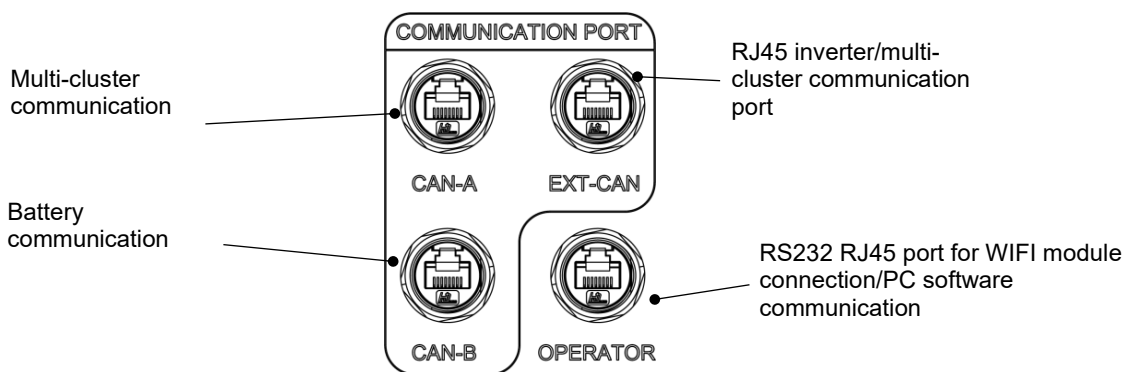 COMMUNICATION PORT
Multi-cluster
communication
RJ45 inverter/multi-
cluster communication
port
CAN-A
EXT-CAN
Battery
communication
RS232 RJ45 port for WIFI module
connection/PC software
communication
CAN-B
OPERATOR